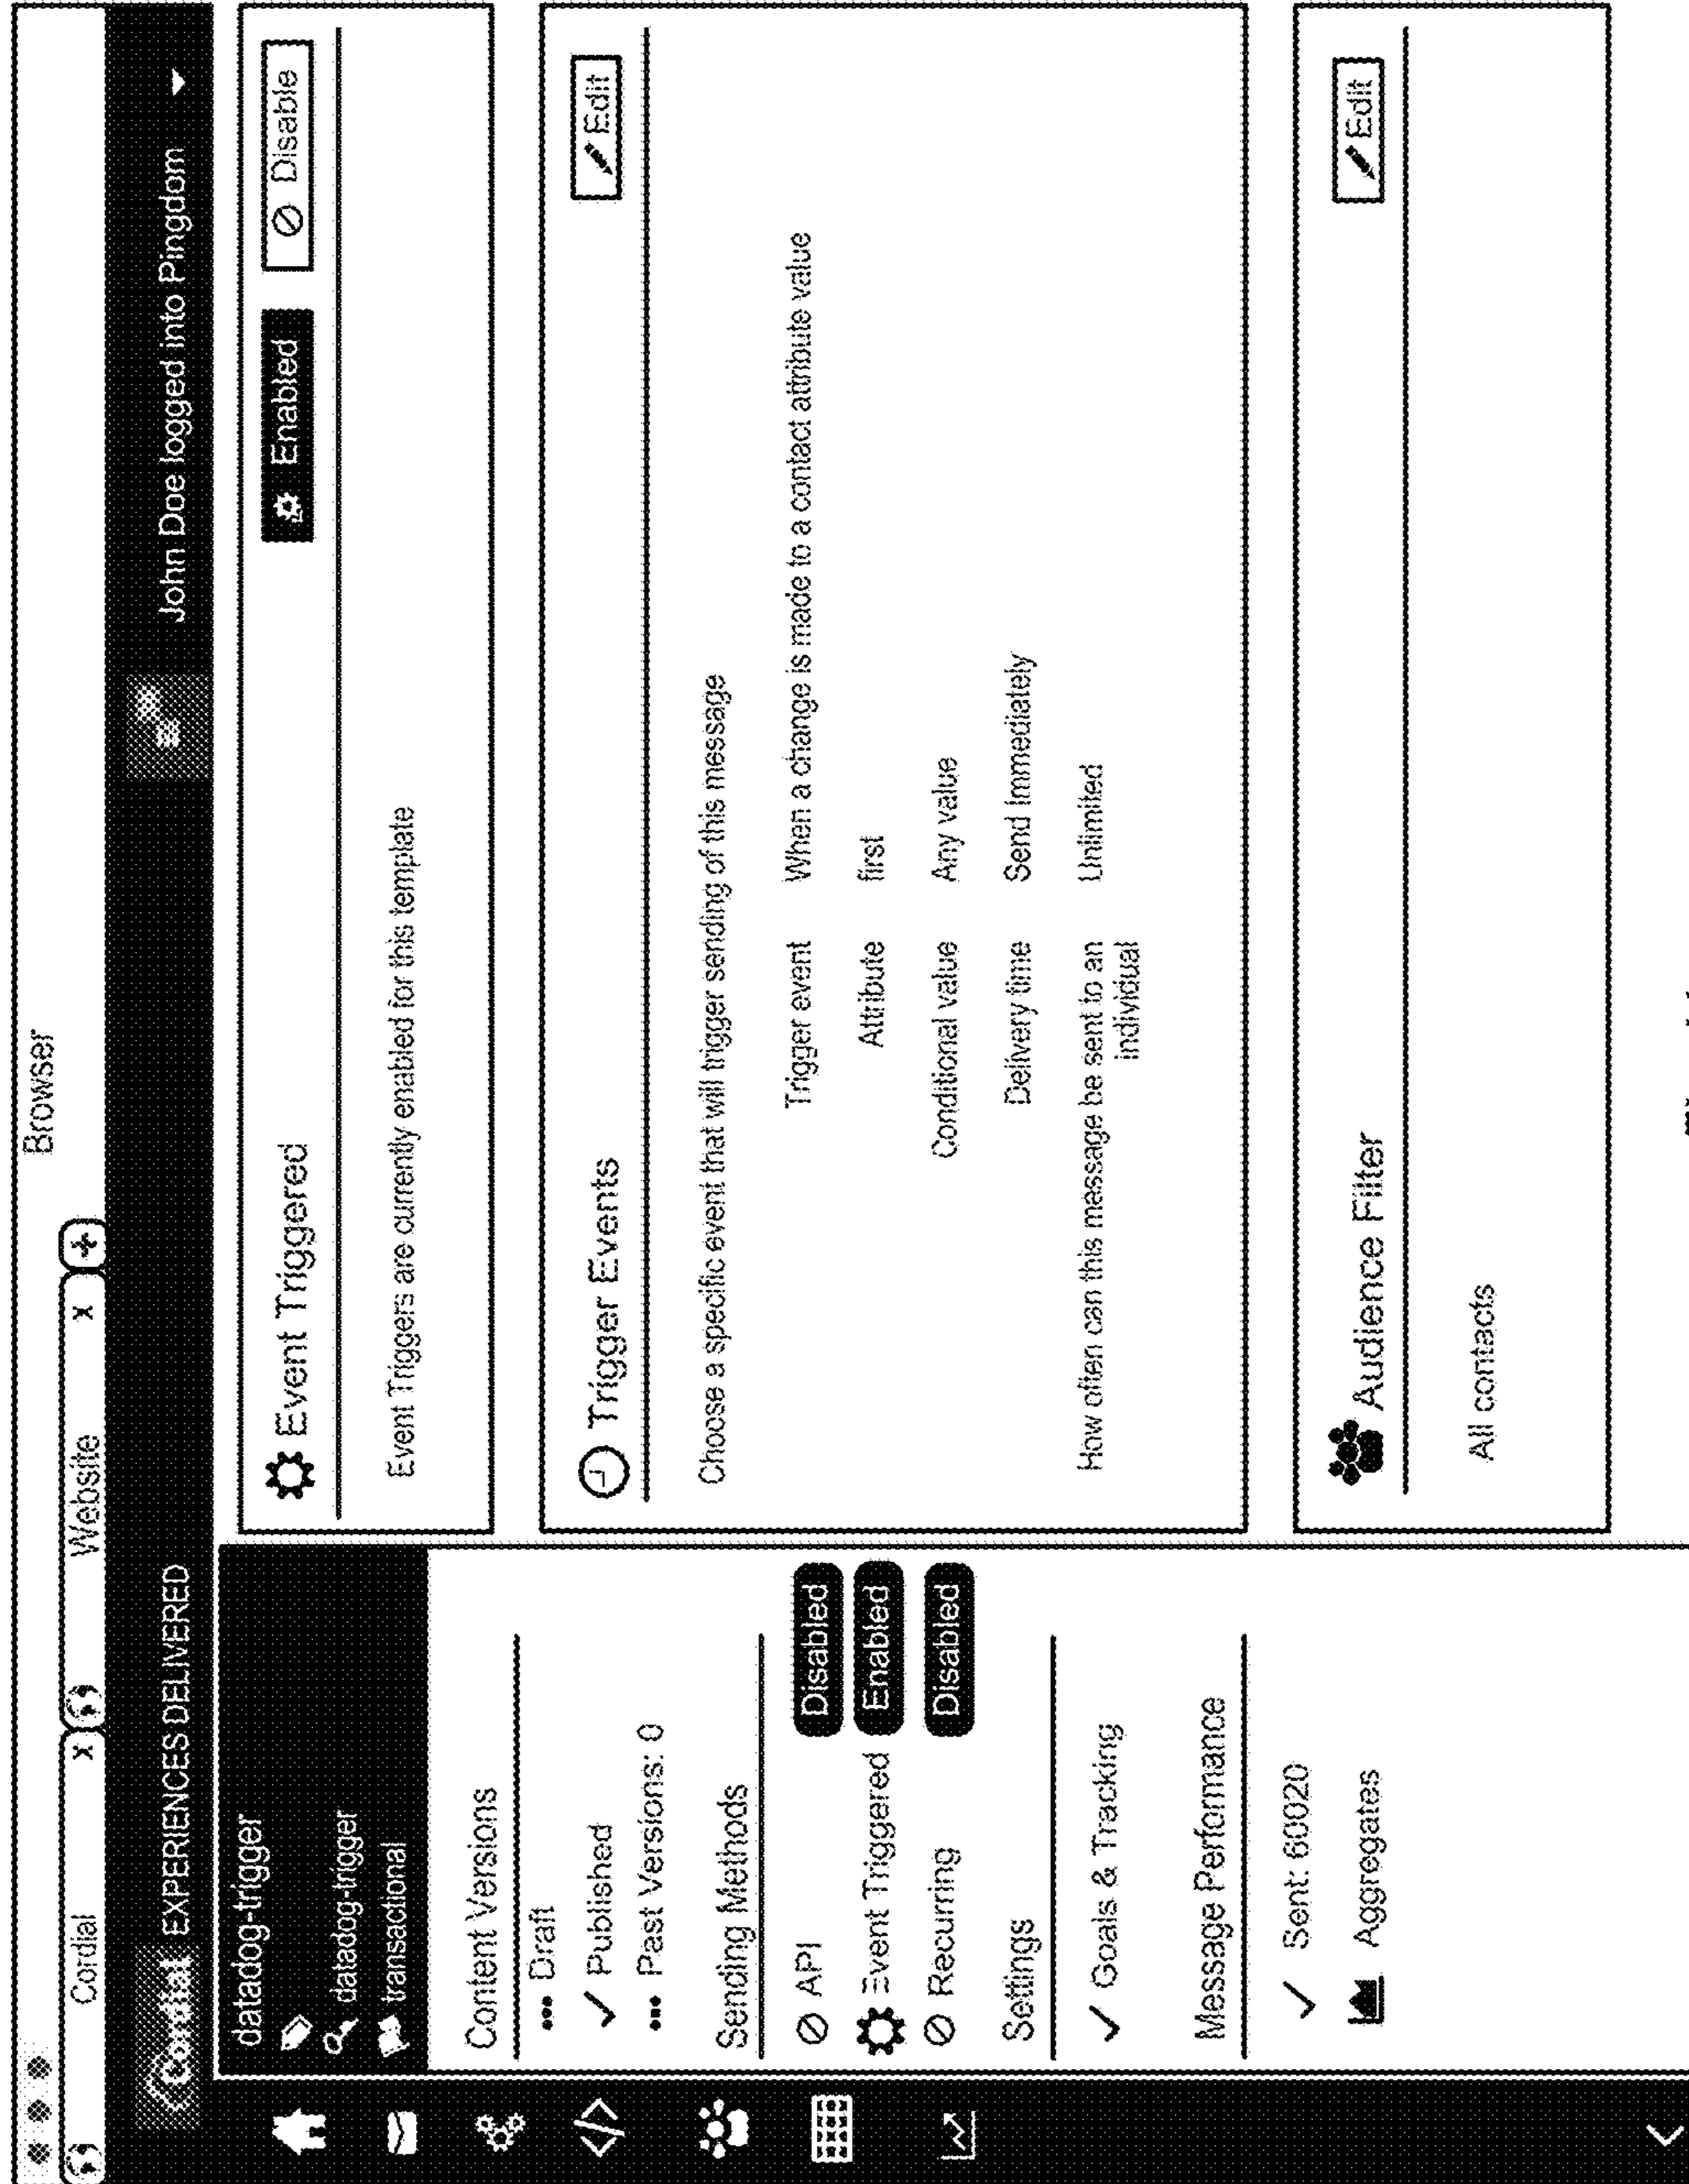 Browser
Cordial x
Website x
+
Cordial EXPERIENCES DELIVERED
John Doe logged into Pingdom
datadog-trigger
datadog-trigger
transactional
Content Versions
Draft
Published
Past Versions: 0
Sending Methods
API Disabled
Event Triggered Enabled
Recurring Disabled
Settings
Goals & Tracking
Message Performance
Sent: 60020
Aggregates
Event Triggered
Enabled
Disable
Event Triggers are currently enabled for this template
Trigger Events
Edit
Choose a specific event that will trigger sending of this message
Trigger event When a change is made to a contact attribute value
Attribute first
Conditional value Any value
Delivery time Send Immediately
How often can this message be sent to an Unlimited
individual
Audience Filter
Edit
All contacts